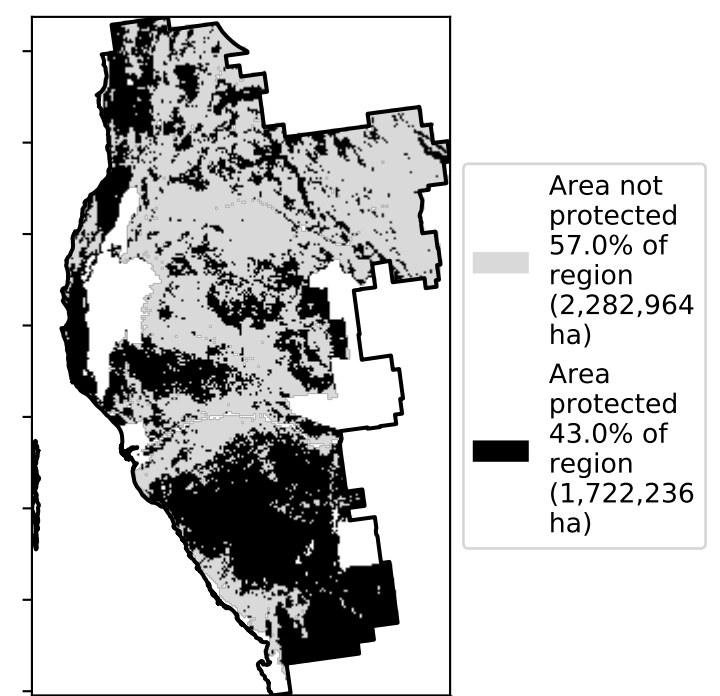 Area not
protected
57.0% of
region
(2,282,964
ha)
Area
protected
43.0% of
region
(1,722,236
ha)